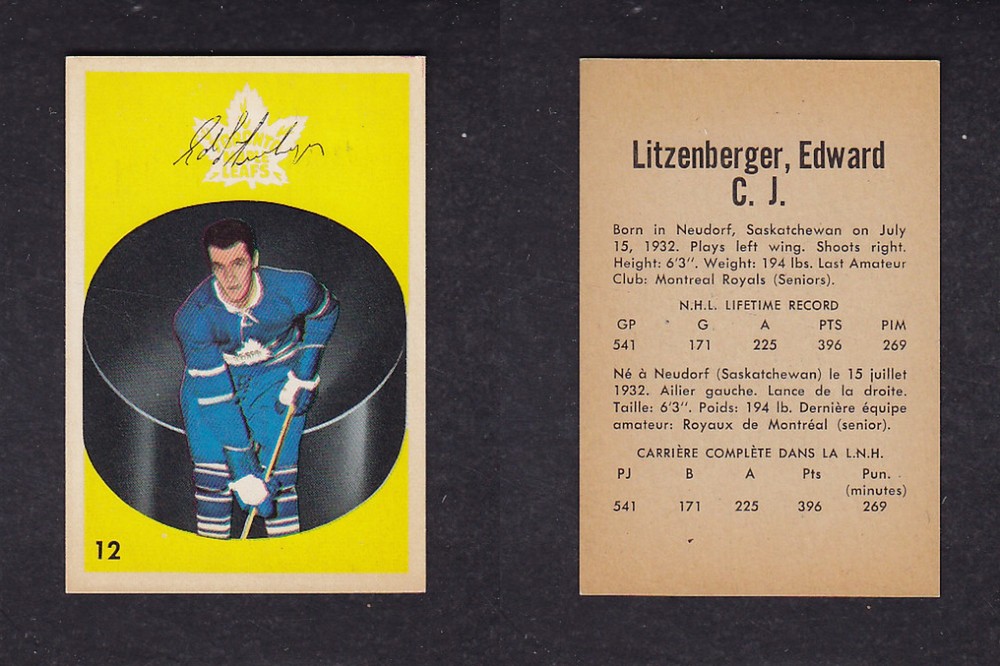 LEAFS
12
Litzenberger, Edward
C. J.
Born in Neudorf, Saskatchewan on July
15, 1932. Plays left wing. Shoots right.
Height: 6'3". Weight: 194 lbs. Last Amateur
Club: Montreal Royals (Seniors).
N.H.L. LIFETIME RECORD
GP G A PTS PIM
541 171 225 396 269
Né à Neudorf (Saskatchewan) le 15 juillet
1932. Ailier gauche. Lance de la droite.
Taille: 6'3". Poids: 194 lb. Dernière équipe
amateur: Royaux de Montréal (senior).
CARRIÈRE COMPLÈTE DANS LA L.N.H.
PJ B A Pts Pun.
(minutes)
541 171 225 396 269